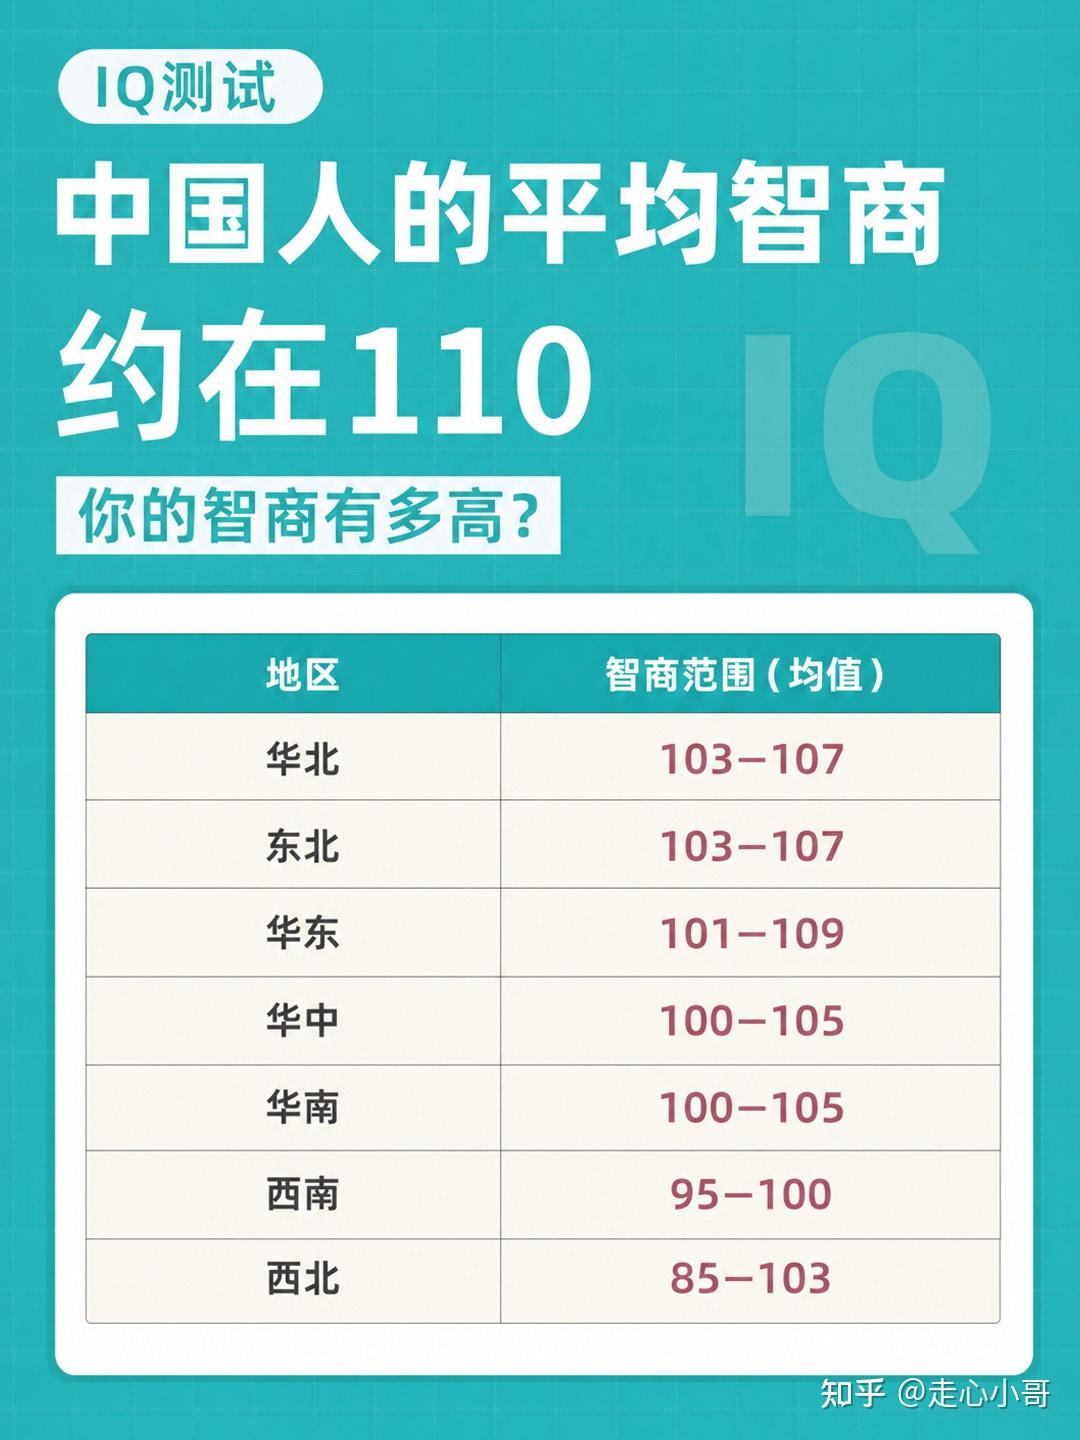 IQ测试
中国人的平均智商
约在110
IQ
你的智商有多高?
地区 智商范围(均值)
华北 103-107
东北 103-107
华东 101-109
华中 100-105
华南 100-105
西南 95-100
西北 85-103
知乎 @走心小哥